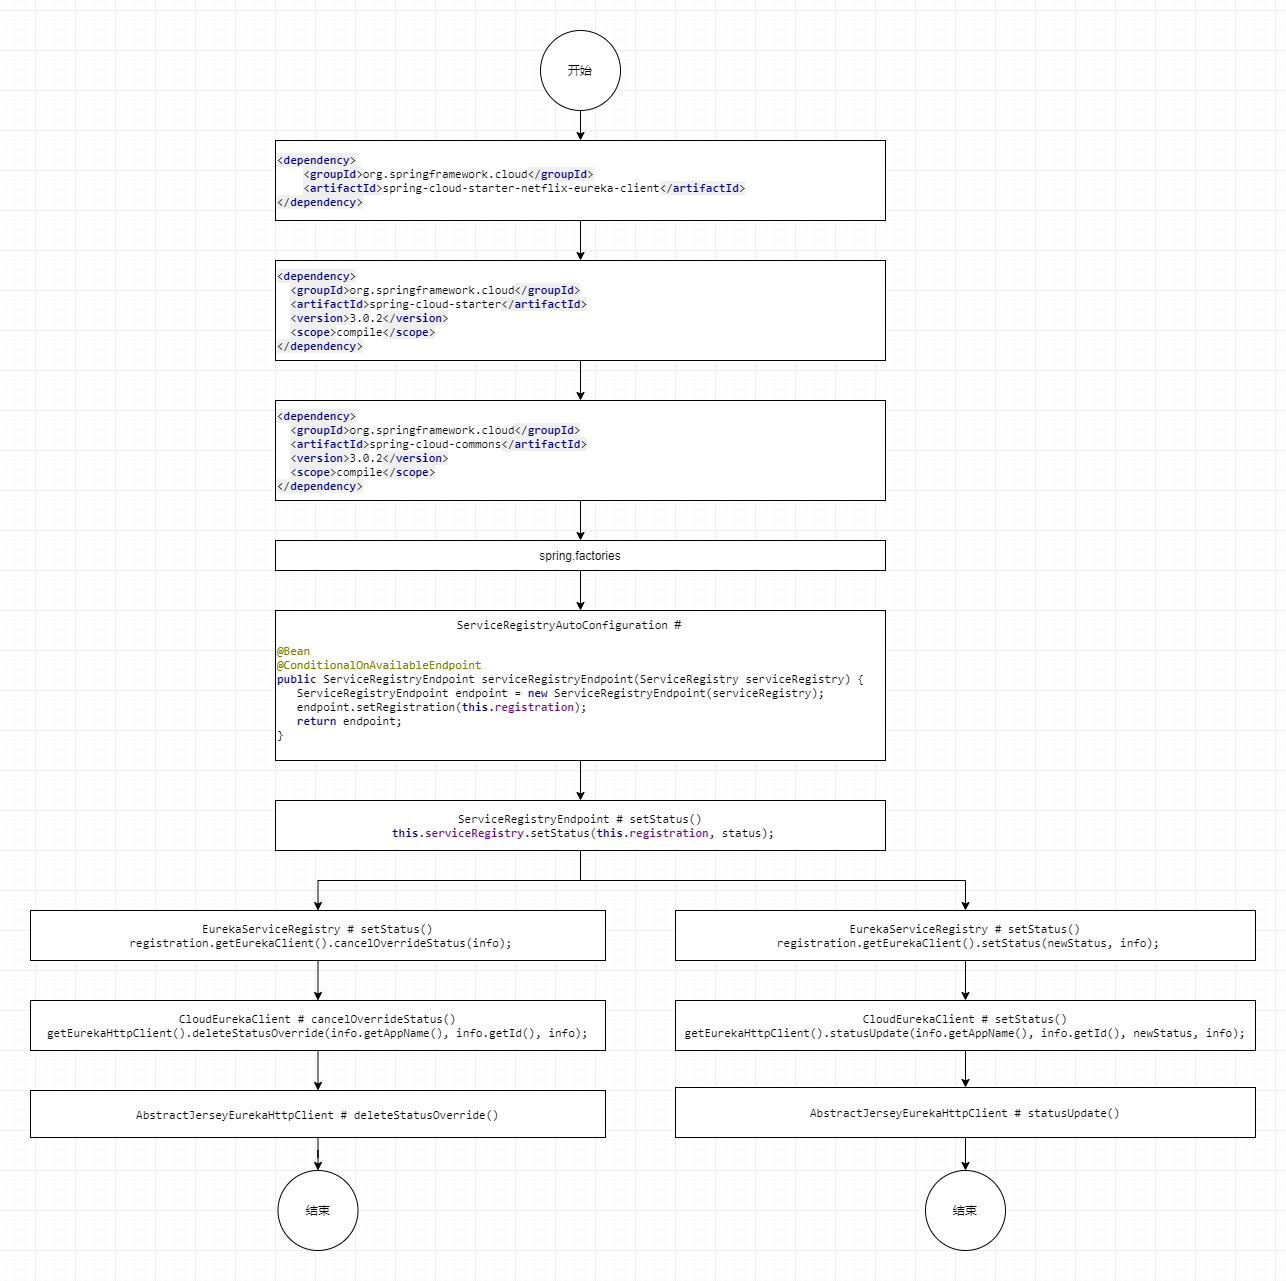 开始
<dependency>
    <groupId>org.springframework.cloud</groupId>
    <artifactId>spring-cloud-starter-netflix-eureka-client</artifactId>
</dependency>
<dependency>
  <groupId>org.springframework.cloud</groupId>
  <artifactId>spring-cloud-starter</artifactId>
  <version>3.0.2</version>
  <scope>compile</scope>
</dependency>
<dependency>
  <groupId>org.springframework.cloud</groupId>
  <artifactId>spring-cloud-commons</artifactId>
  <version>3.0.2</version>
  <scope>compile</scope>
</dependency>
spring.factories
ServiceRegistryAutoConfiguration #
@Bean
@ConditionalOnAvailableEndpoint
public ServiceRegistryEndpoint serviceRegistryEndpoint(ServiceRegistry serviceRegistry) {
   ServiceRegistryEndpoint endpoint = new ServiceRegistryEndpoint(serviceRegistry);
   endpoint.setRegistration(this.registration);
   return endpoint;
}
ServiceRegistryEndpoint # setStatus()
this.serviceRegistry.setStatus(this.registration, status);
EurekaServiceRegistry # setStatus()
registration.getEurekaClient().cancelOverrideStatus(info);
CloudEurekaClient # cancelOverrideStatus()
getEurekaHttpClient().deleteStatusOverride(info.getAppName(), info.getId(), info);
AbstractJerseyEurekaHttpClient # deleteStatusOverride()
结束
EurekaServiceRegistry # setStatus()
registration.getEurekaClient().setStatus(newStatus, info);
CloudEurekaClient # setStatus()
getEurekaHttpClient().statusUpdate(info.getAppName(), info.getId(), newStatus, info);
AbstractJerseyEurekaHttpClient # statusUpdate()
结束